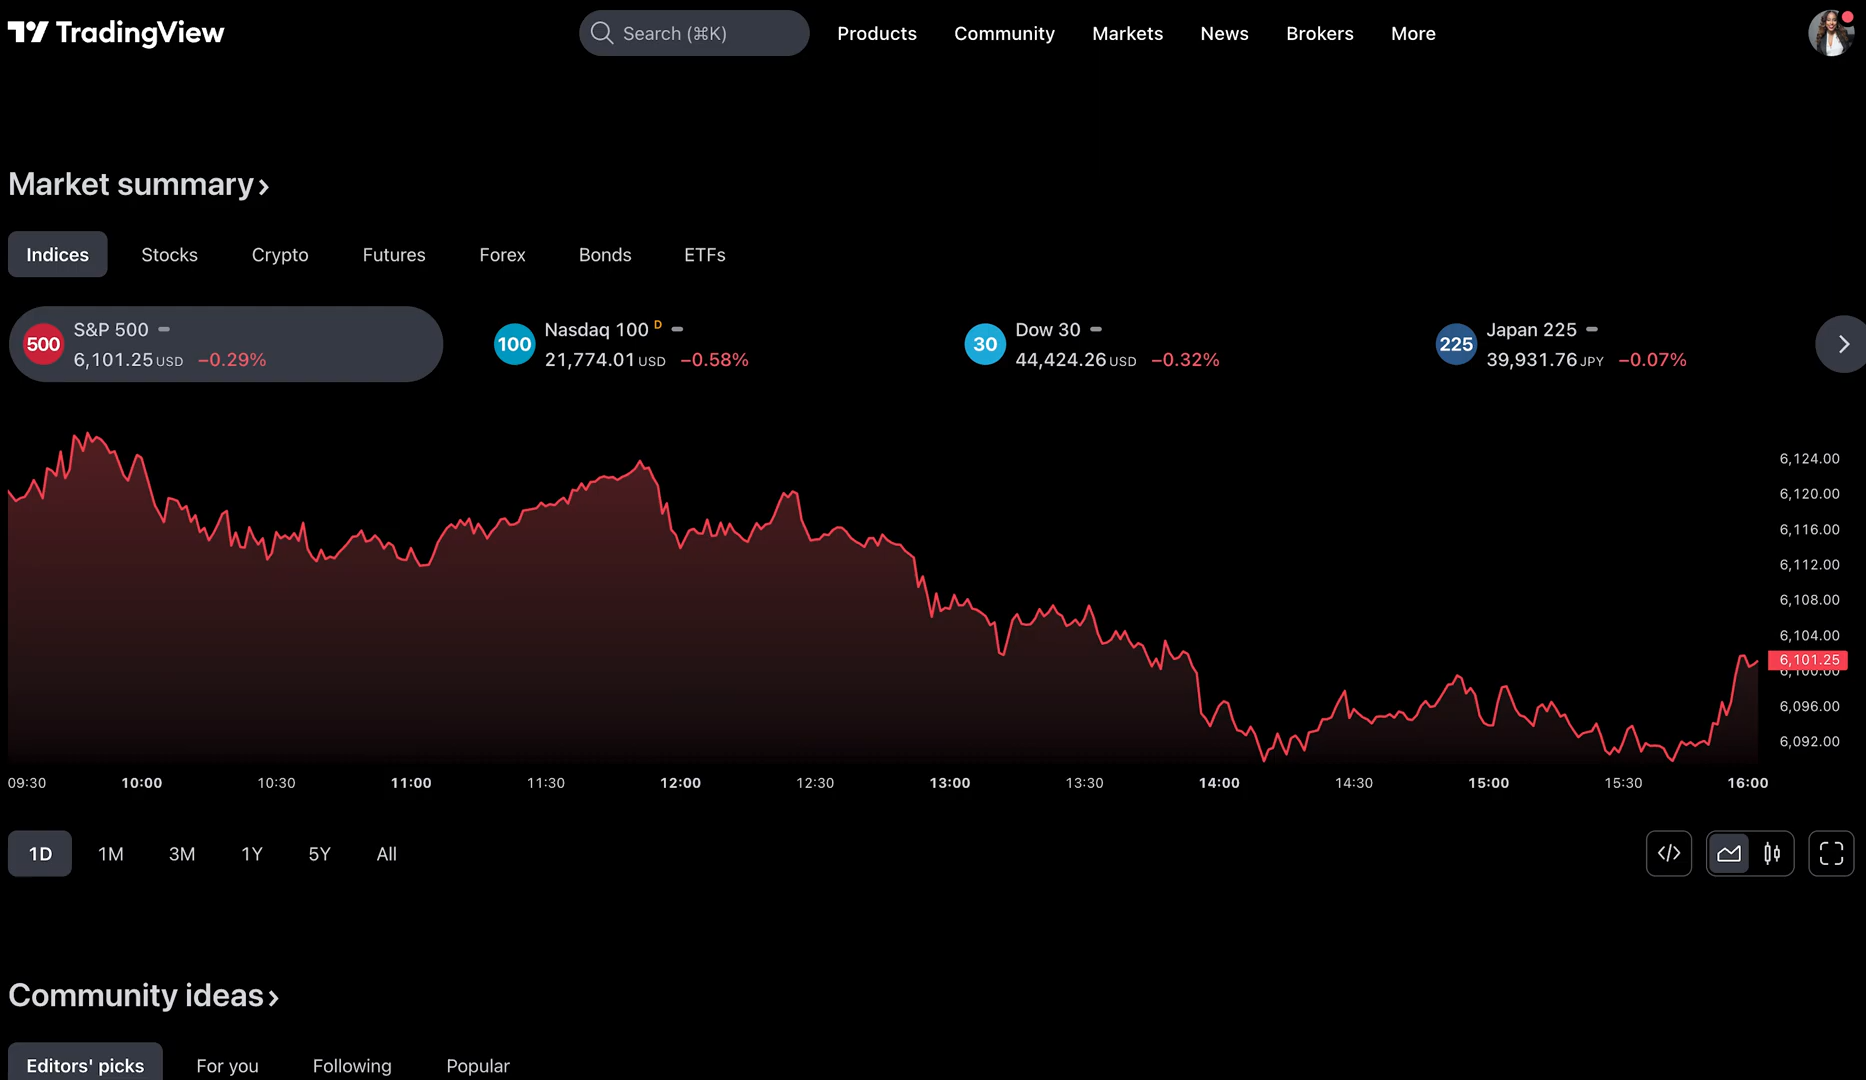 TradingView
Search (⌘K)
Products
Community
Markets
News
Brokers
More
Market summary
Indices
Stocks
Crypto
Futures
Forex
Bonds
ETFs
500
S&P 500
6,101.25 USD −0.29%
100
Nasdaq 100 D
21,774.01 USD −0.58%
30
Dow 30
44,424.26 USD −0.32%
225
Japan 225
39,931.76 JPY −0.07%
6,124.00
6,120.00
6,116.00
6,112.00
6,108.00
6,104.00
6,101.25
6,100.00
6,096.00
6,092.00
09:30
10:00
10:30
11:00
11:30
12:00
12:30
13:00
13:30
14:00
14:30
15:00
15:30
16:00
1D
1M
3M
1Y
5Y
All
Community ideas
Editors' picks
For you
Following
Popular